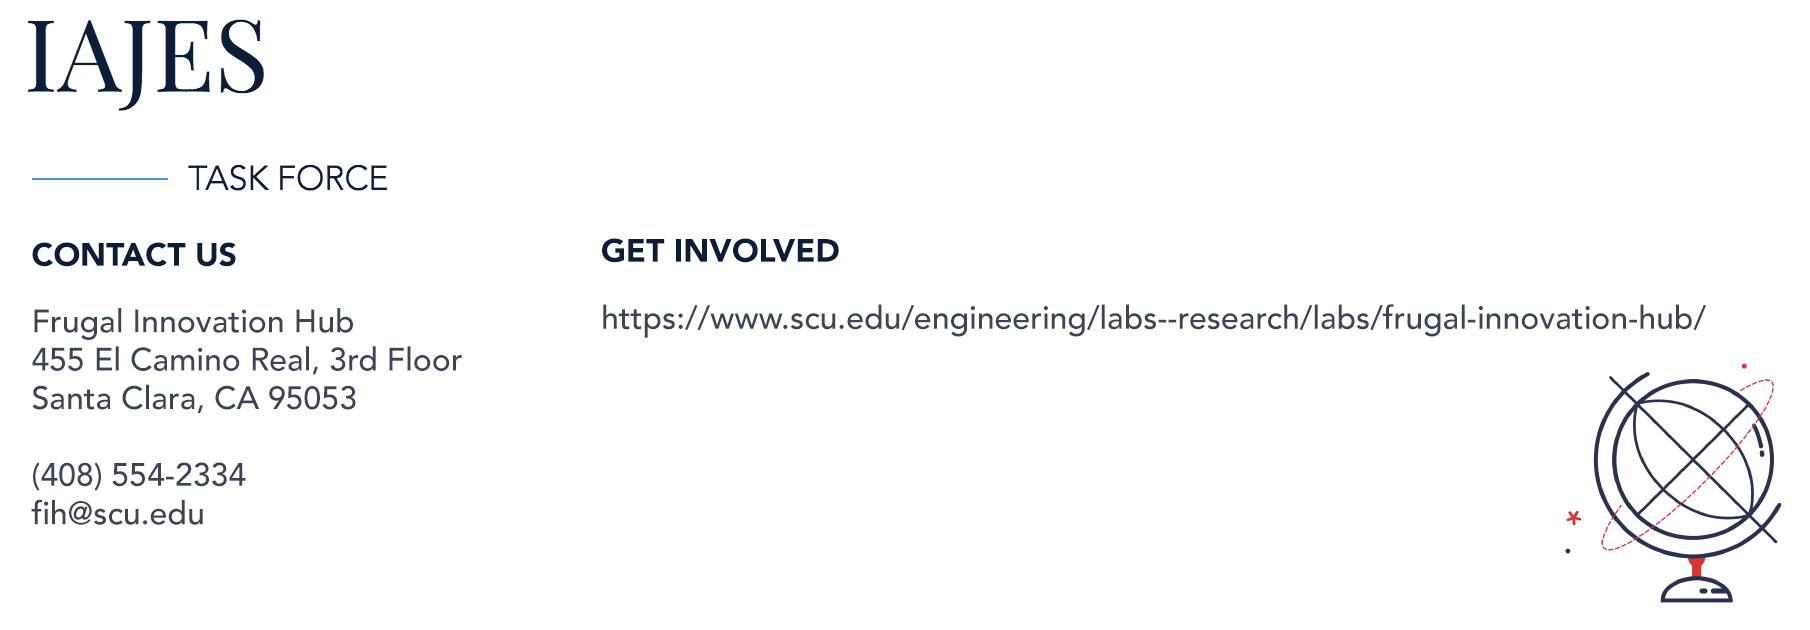 IAJES
TASK FORCE
CONTACT US
Frugal Innovation Hub
455 El Camino Real, 3rd Floor
Santa Clara, CA 95053
(408) 554-2334
fih@scu.edu
GET INVOLVED
https://www.scu.edu/engineering/labs--research/labs/frugal-innovation-hub/